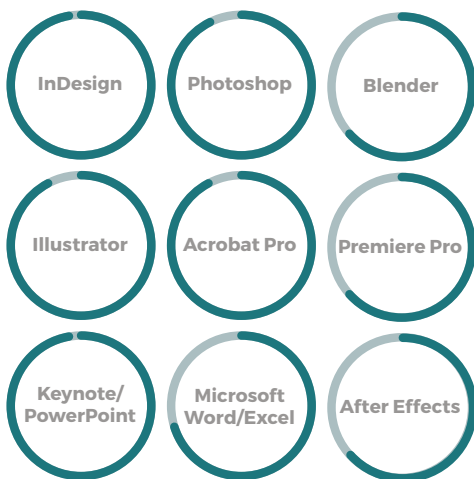 InDesign
Photoshop
Blender
Illustrator
Acrobat Pro
Premiere Pro
Keynote/
PowerPoint
Microsoft
Word/Excel
After Effects